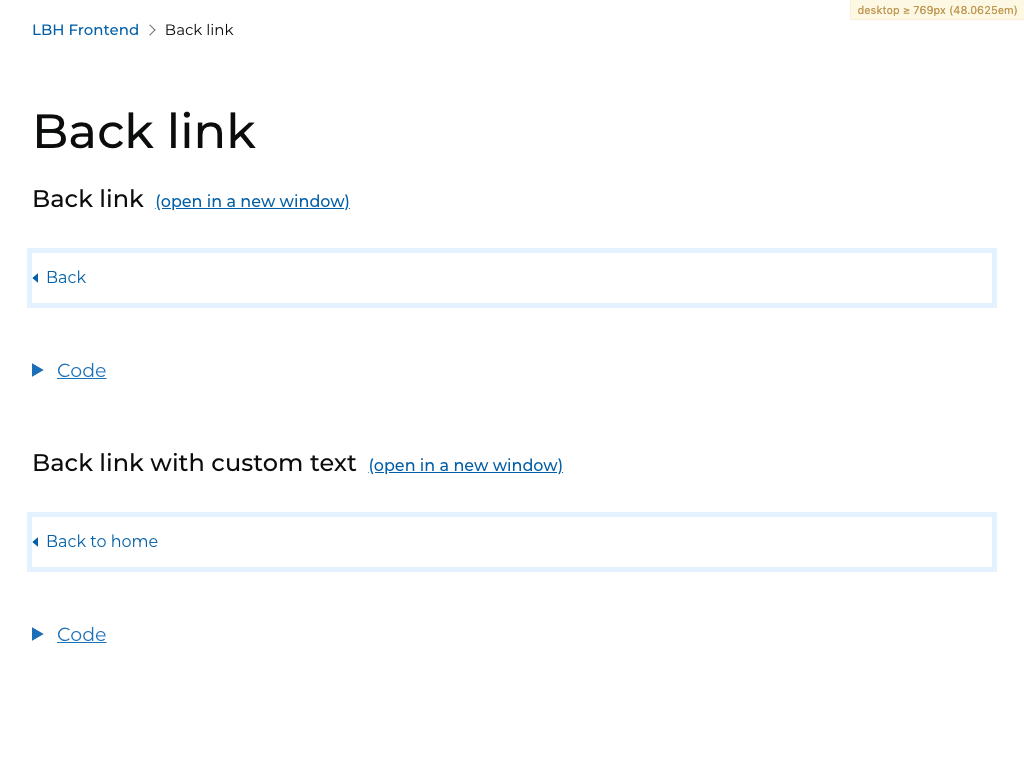 desktop ≥ 769px (48.0625em)
LBH Frontend > Back link
Back link
Back link (open in a new window)
Back
Code
Back link with custom text (open in a new window)
Back to home
Code